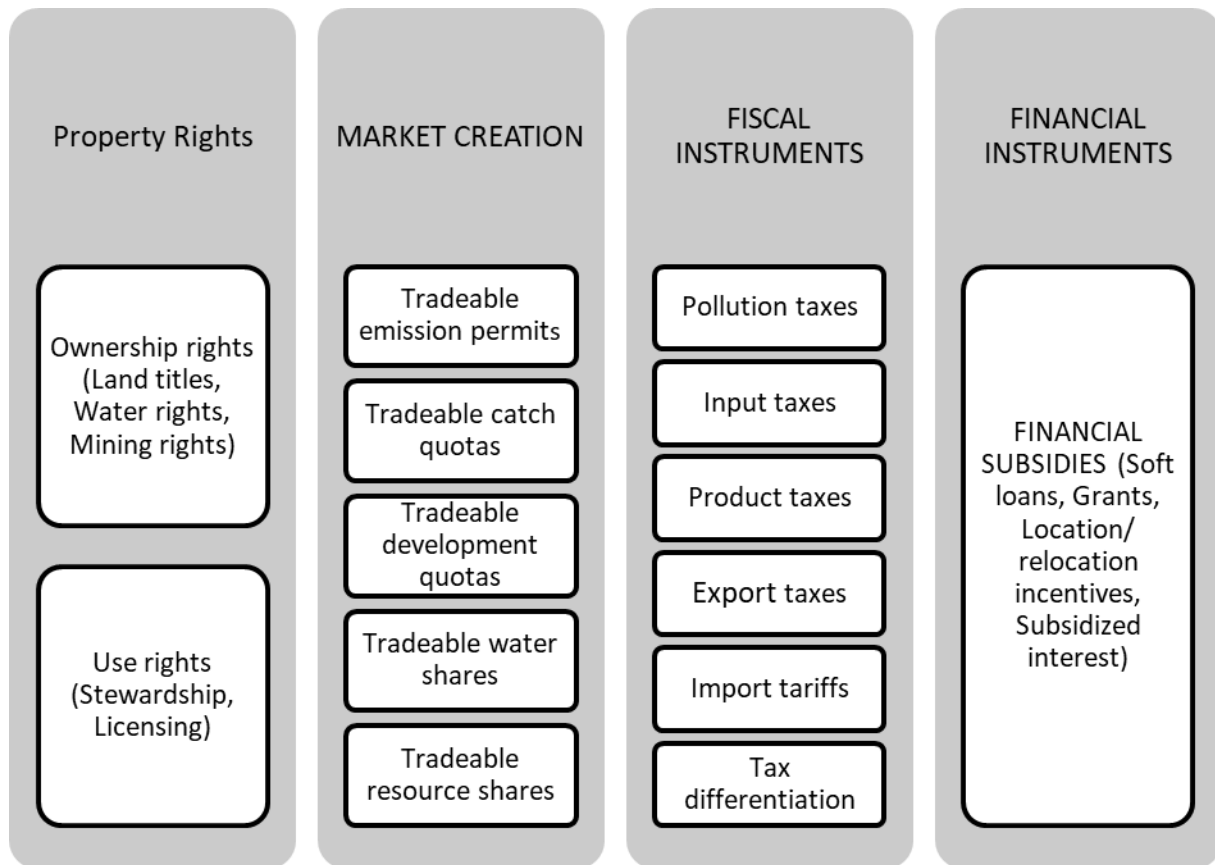 Property Rights
Ownership rights
(Land titles,
Water rights,
Mining rights)
Use rights
(Stewardship,
Licensing)
MARKET CREATION
Tradeable
emission permits
Tradeable catch
quotas
Tradeable
development
quotas
Tradeable water
shares
Tradeable
resource shares
FISCAL
INSTRUMENTS
Pollution taxes
Input taxes
Product taxes
Export taxes
Import tariffs
Tax
differentiation
FINANCIAL
INSTRUMENTS
FINANCIAL
SUBSIDIES (Soft
loans, Grants,
Location/
relocation
incentives,
Subsidized
interest)